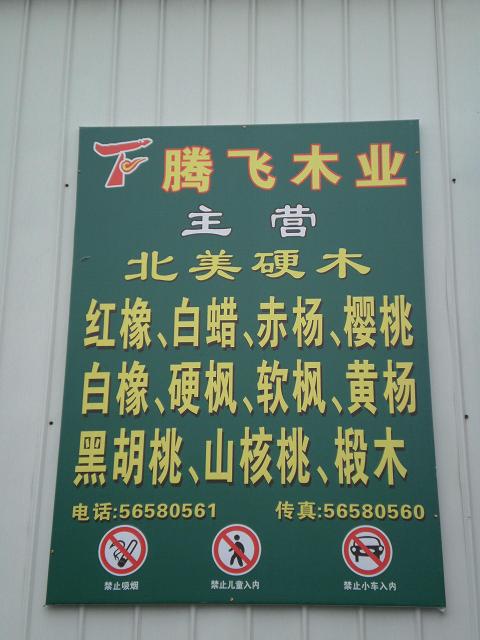 腾飞木业
主营
北美硬木
红橡、白蜡、赤杨、樱桃
白橡、硬枫、软枫、黄杨
黑胡桃、山核桃、椴木
电话:56580561 传真:56580560
禁止吸烟 禁止儿童入内 禁止小车入内